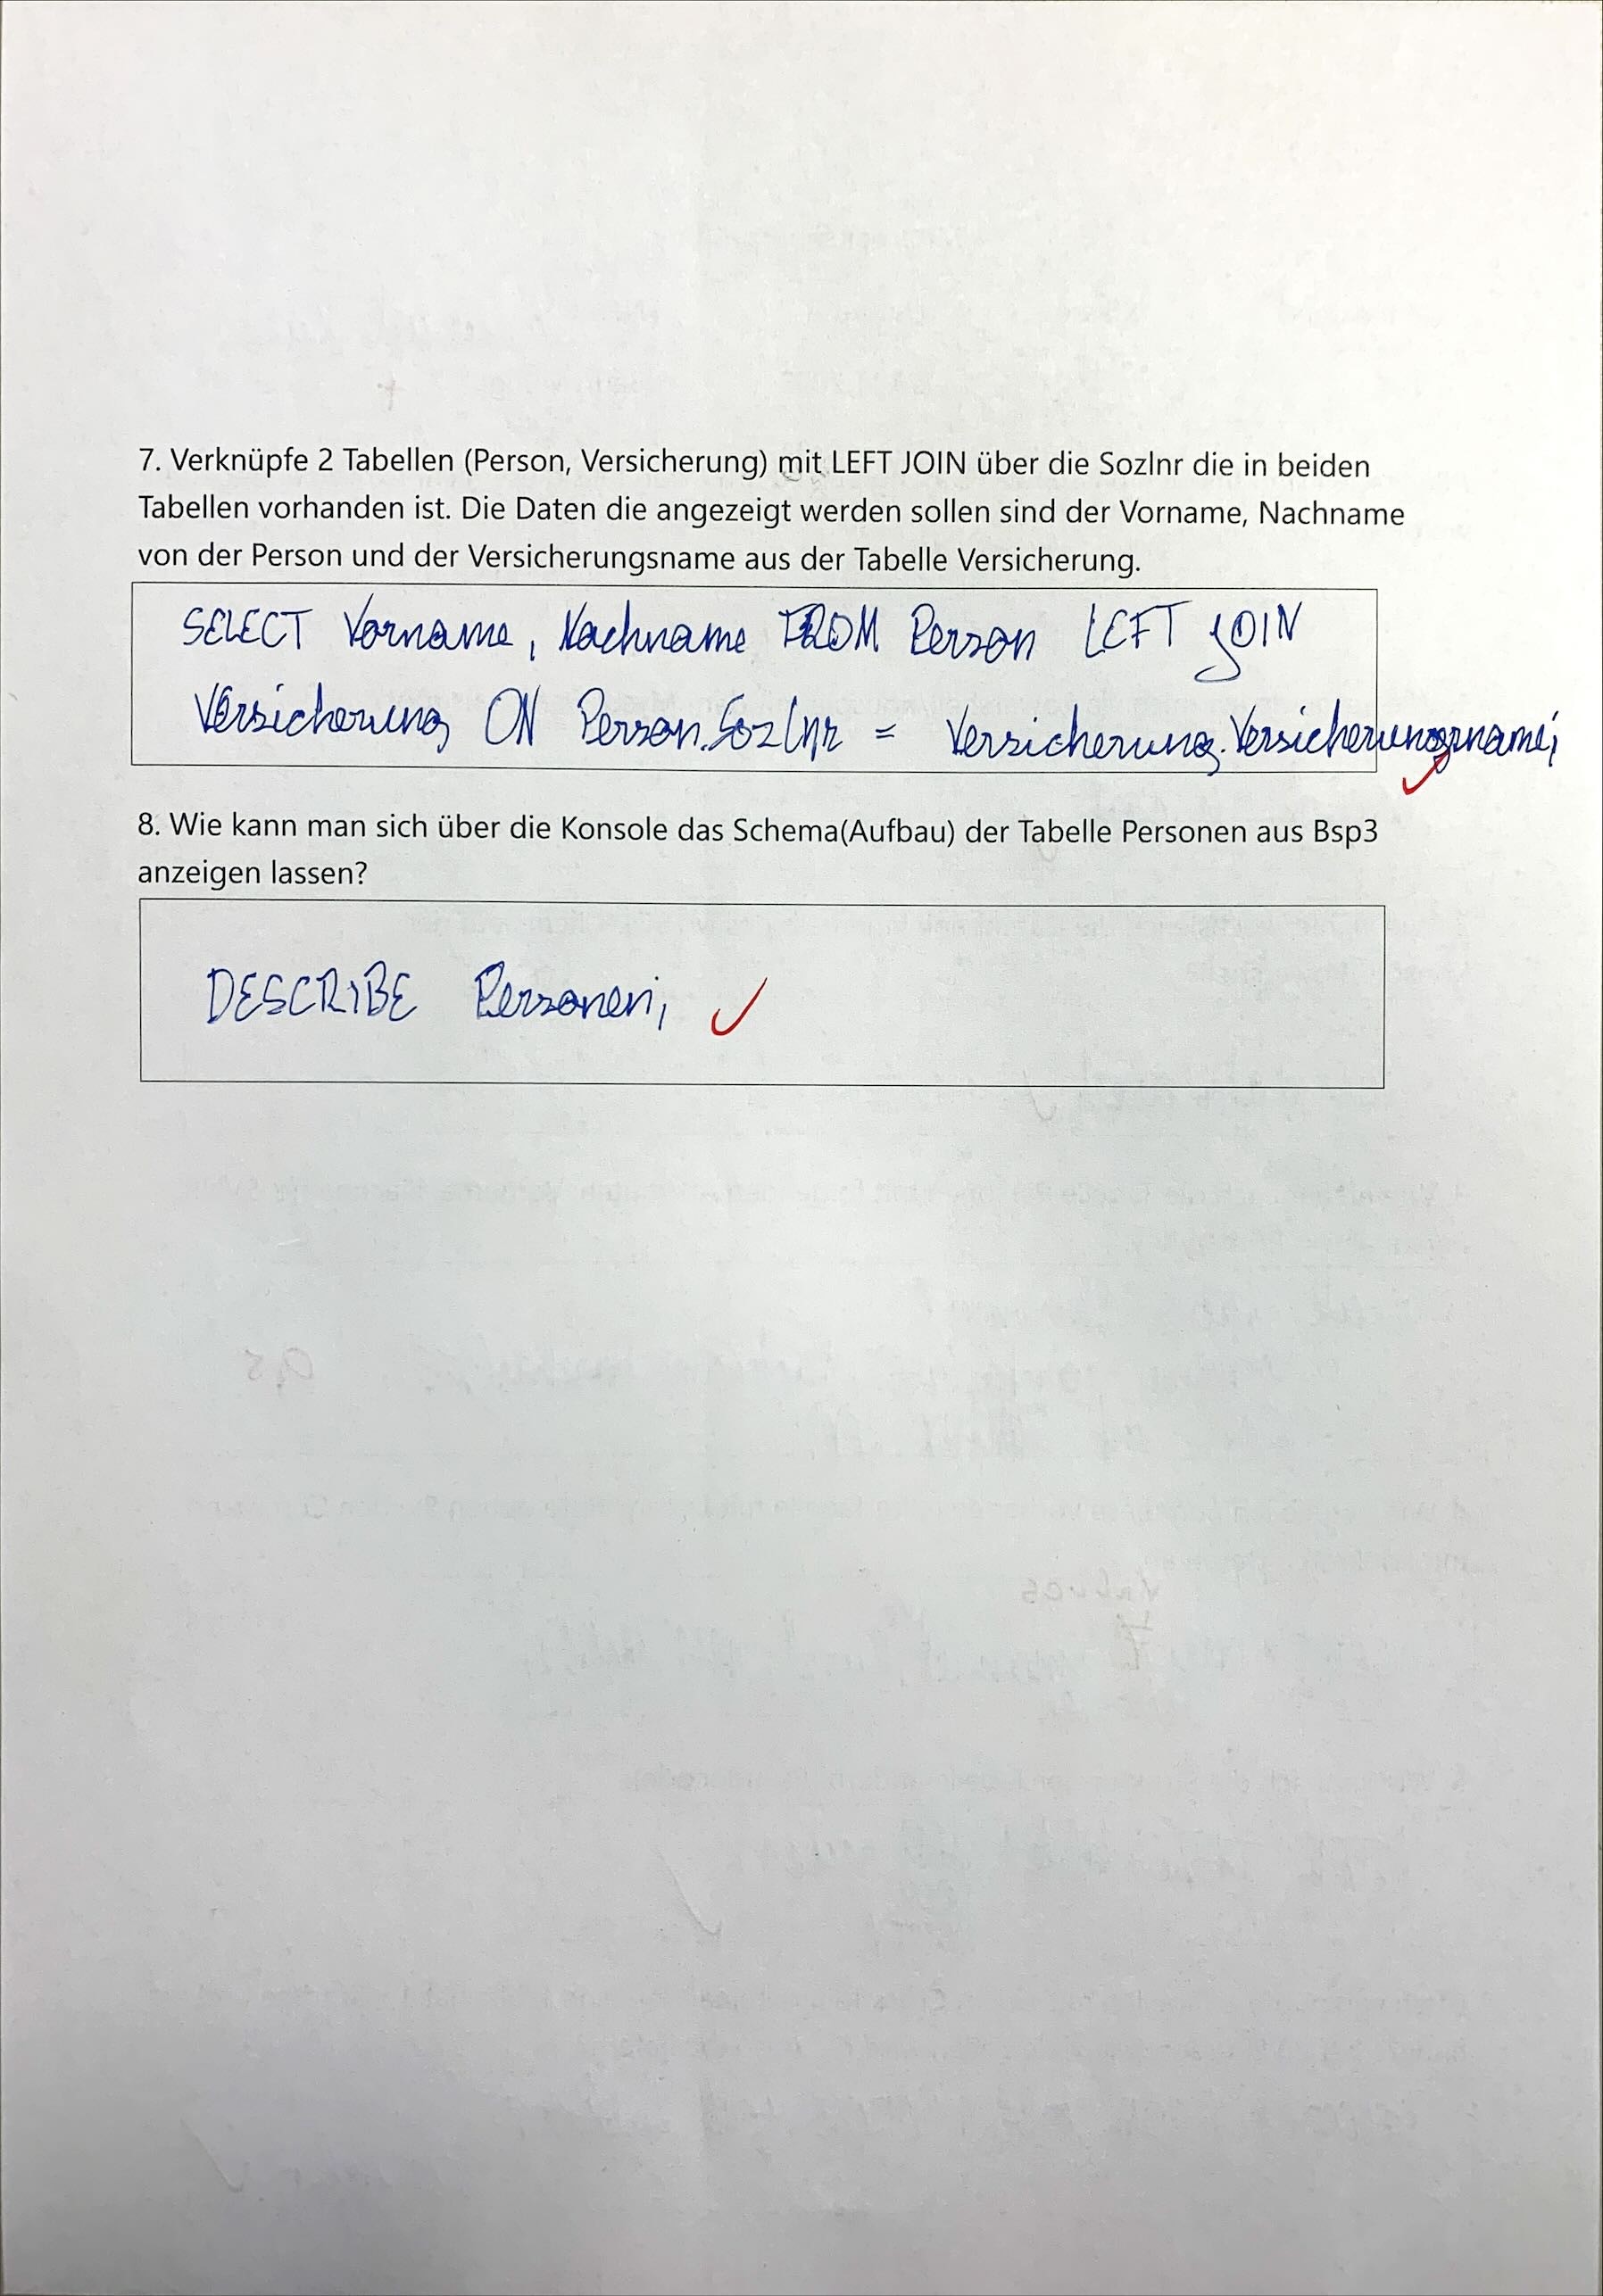 7. Verknüpfe 2 Tabellen (Person, Versicherung) mit LEFT JOIN über die Sozlnr die in beiden
Tabellen vorhanden ist. Die Daten die angezeigt werden sollen sind der Vorname, Nachname
von der Person und der Versicherungsname aus der Tabelle Versicherung.
SELECT Vorname, Nachname FROM Person LEFT JOIN
Versicherung ON Person.Sozlnr = Versicherung.Versicherungsname;
8. Wie kann man sich über die Konsole das Schema(Aufbau) der Tabelle Personen aus Bsp3
anzeigen lassen?
DESCRIBE Personen;